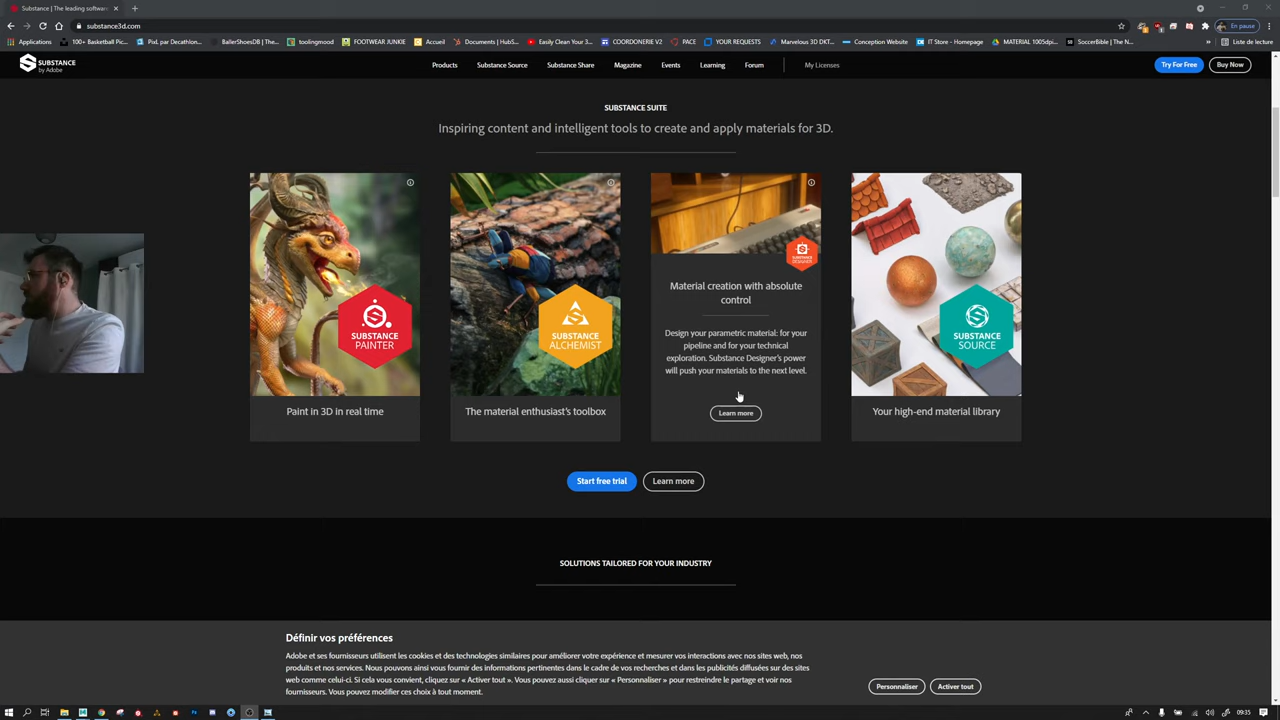 Substance | The leading softwar
substance3d.com
En pause
Applications
100+ Basketball Pic...
PixL par Decathlon...
BallerShoesDB | The...
toolingmood
FOOTWEAR JUNKIE
Accueil
Documents | HubS...
Easily Clean Your 3...
COORDONERIE V2
PACE
YOUR REQUESTS
Marvelous 3D DKT...
Conception Website
IT Store - Homepage
MATERIAL 1005dpi...
SoccerBible | The N...
»
Liste de lecture
SUBSTANCE
by Adobe
Products
Substance Source
Substance Share
Magazine
Events
Learning
Forum
My Licenses
Try For Free
Buy Now
SUBSTANCE SUITE
Inspiring content and intelligent tools to create and apply materials for 3D.
SUBSTANCE
PAINTER
Paint in 3D in real time
SUBSTANCE
ALCHEMIST
The material enthusiast's toolbox
SUBSTANCE
DESIGNER
Material creation with absolute
control
Design your parametric material: for your
pipeline and for your technical
exploration. Substance Designer's power
will push your materials to the next level.
Learn more
SUBSTANCE
SOURCE
Your high-end material library
Start free trial
Learn more
SOLUTIONS TAILORED FOR YOUR INDUSTRY
Définir vos préférences
Adobe et ses fournisseurs utilisent les cookies et des technologies similaires pour améliorer votre expérience et mesurer vos interactions avec nos sites web, nos
produits et nos services. Nous pouvons ainsi vous fournir des informations pertinentes dans le cadre de vos recherches et dans les publicités diffusées sur des sites
web comme celui-ci. Si cela vous convient, cliquez sur « Activer tout ». Vous pouvez aussi cliquer sur « Personnaliser » pour restreindre le partage et voir nos
fournisseurs. Vous pouvez modifier ces choix à tout moment.
Personnaliser
Activer tout
09:35